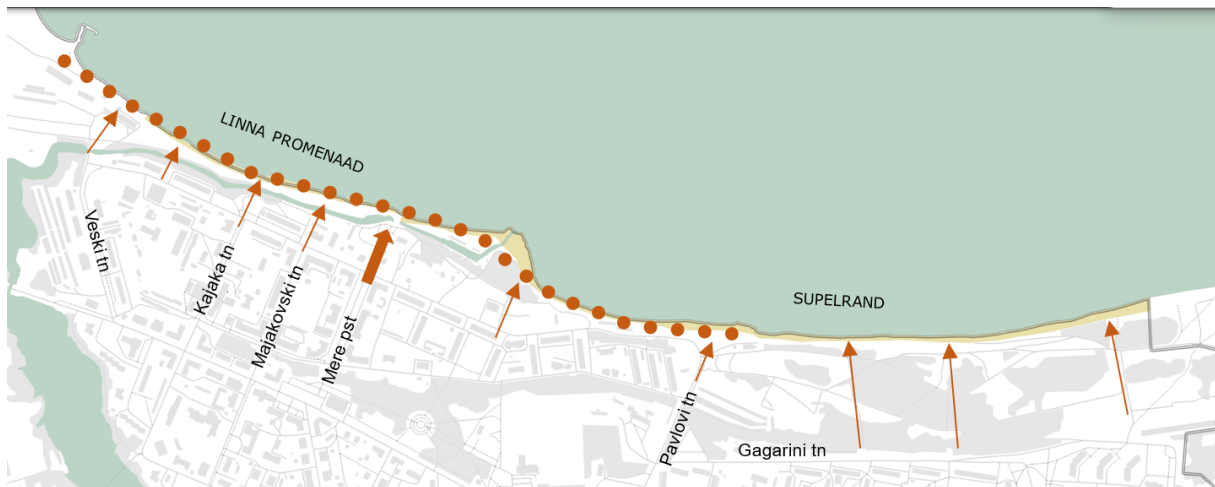 LINNA PROMENAAD
SUPELRAND
Veski tn
Kajaka tn
Majakovski tn
Mere pst
Pavlovi tn
Gagarini tn